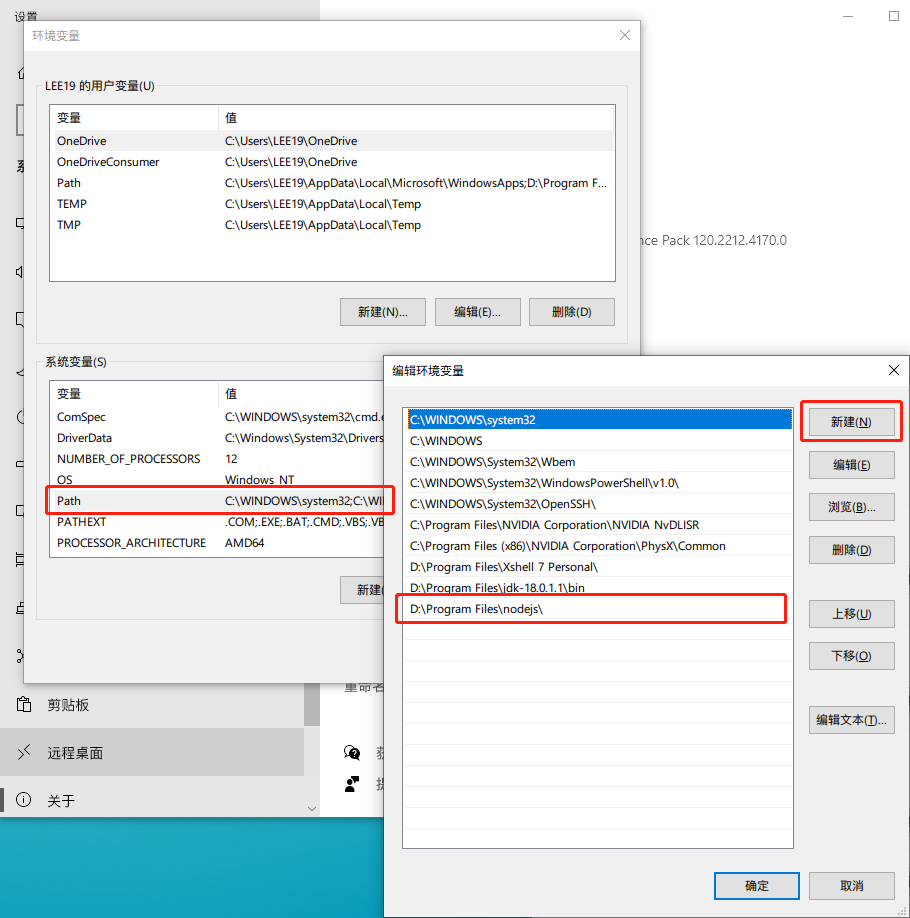 设置
环境变量
LEE19 的用户变量(U)
变量 值
OneDrive C:\Users\LEE19\OneDrive
OneDriveConsumer C:\Users\LEE19\OneDrive
Path C:\Users\LEE19\AppData\Local\Microsoft\WindowsApps;D:\Program F...
TEMP C:\Users\LEE19\AppData\Local\Temp
TMP C:\Users\LEE19\AppData\Local\Temp
nce Pack 120.2212.4170.0
新建(N)... 编辑(E)... 删除(D)
系统变量(S)
变量 值
ComSpec C:\WINDOWS\system32\cmd.e
DriverData C:\Windows\System32\Drivers
NUMBER_OF_PROCESSORS 12
OS Windows_NT
Path C:\WINDOWS\system32;C:\WI
PATHEXT .COM;.EXE;.BAT;.CMD;.VBS;.VB
PROCESSOR_ARCHITECTURE AMD64
新建(
编辑环境变量
C:\WINDOWS\system32
C:\WINDOWS
C:\WINDOWS\System32\Wbem
C:\WINDOWS\System32\WindowsPowerShell\v1.0\
C:\WINDOWS\System32\OpenSSH\
C:\Program Files\NVIDIA Corporation\NVIDIA NvDLISR
C:\Program Files (x86)\NVIDIA Corporation\PhysX\Common
D:\Program Files\Xshell 7 Personal\
D:\Program Files\jdk-18.0.1.1\bin
D:\Program Files\nodejs\
新建(N)
编辑(E)
浏览(B)...
删除(D)
上移(U)
下移(O)
编辑文本(T)...
确定 取消
重命名
剪贴板
远程桌面
关于